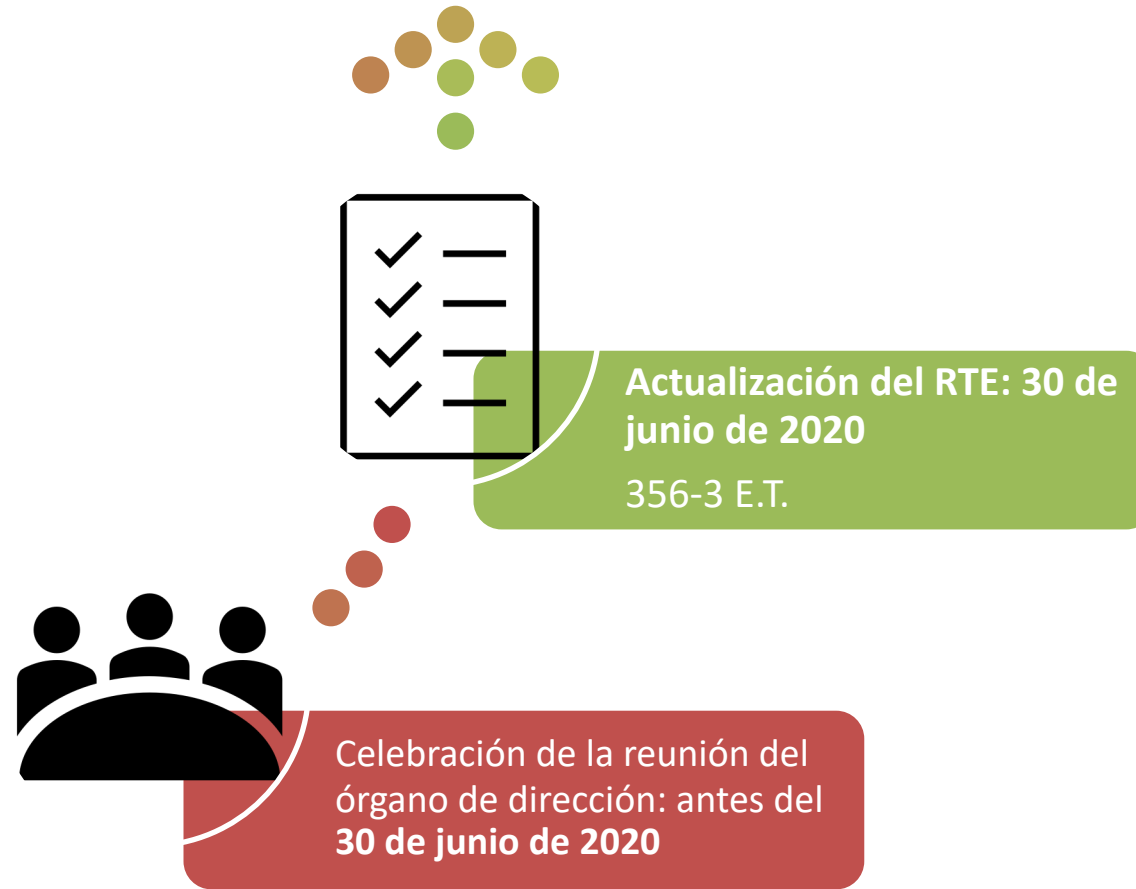 Actualización del RTE: 30 de
junio de 2020
356-3 E.T.
Celebración de la reunión del
órgano de dirección: antes del
30 de junio de 2020